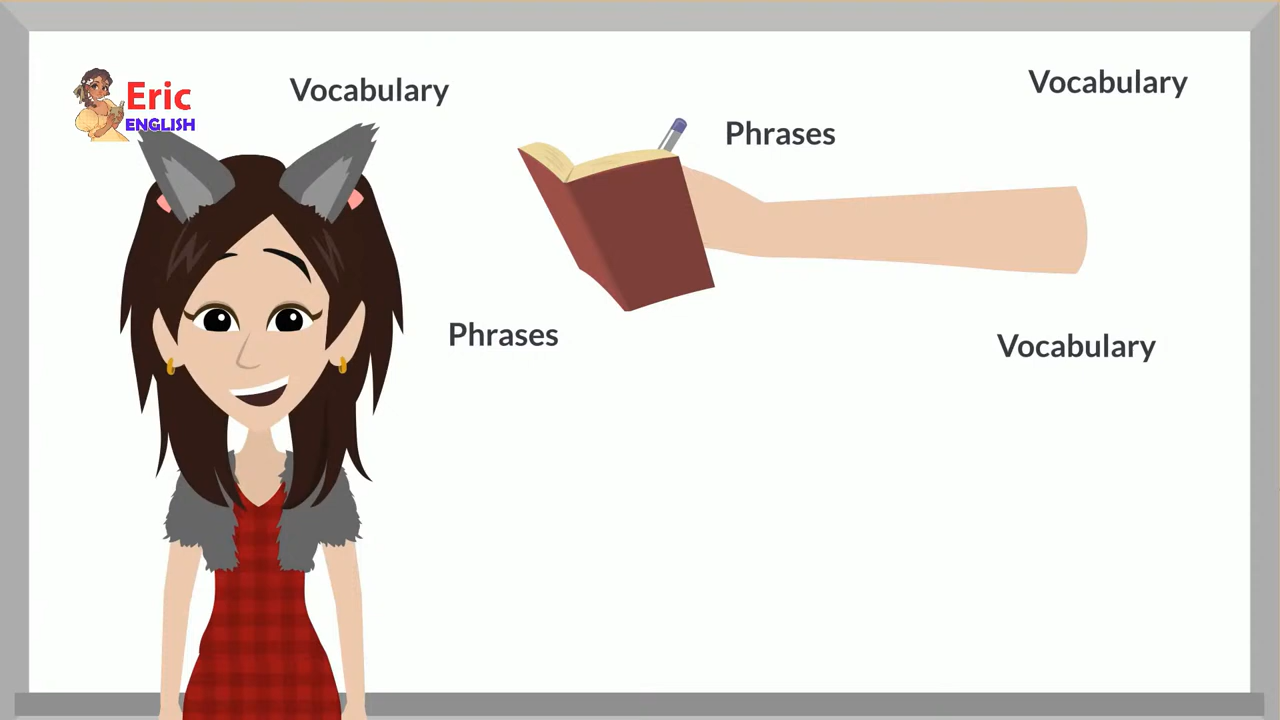 Eric
ENGLISH
Vocabulary
Vocabulary
Phrases
Phrases
Vocabulary